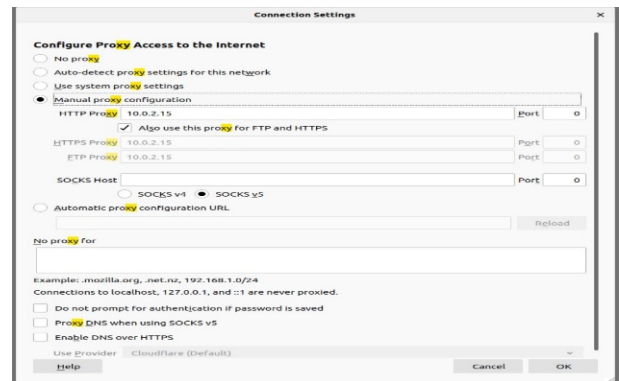 Connection Settings
Configure Proxy Access to the Internet
No proxy
Auto-detect proxy settings for this network
Use system proxy settings
Manual proxy configuration
HTTP Proxy 10.0.2.15 Port 0
Also use this proxy for FTP and HTTPS
HTTPS Proxy 10.0.2.15 Port 0
FTP Proxy 10.0.2.15 Port 0
SOCKS Host Port 0
SOCKS v4 SOCKS v5
Automatic proxy configuration URL
Reload
No proxy for
Example: .mozilla.org, .net.nz, 192.168.1.0/24
Connections to localhost, 127.0.0.1, and ::1 are never proxied.
Do not prompt for authentication if password is saved
Proxy DNS when using SOCKS v5
Enable DNS over HTTPS
Use Provider Cloudflare (Default)
Help Cancel OK